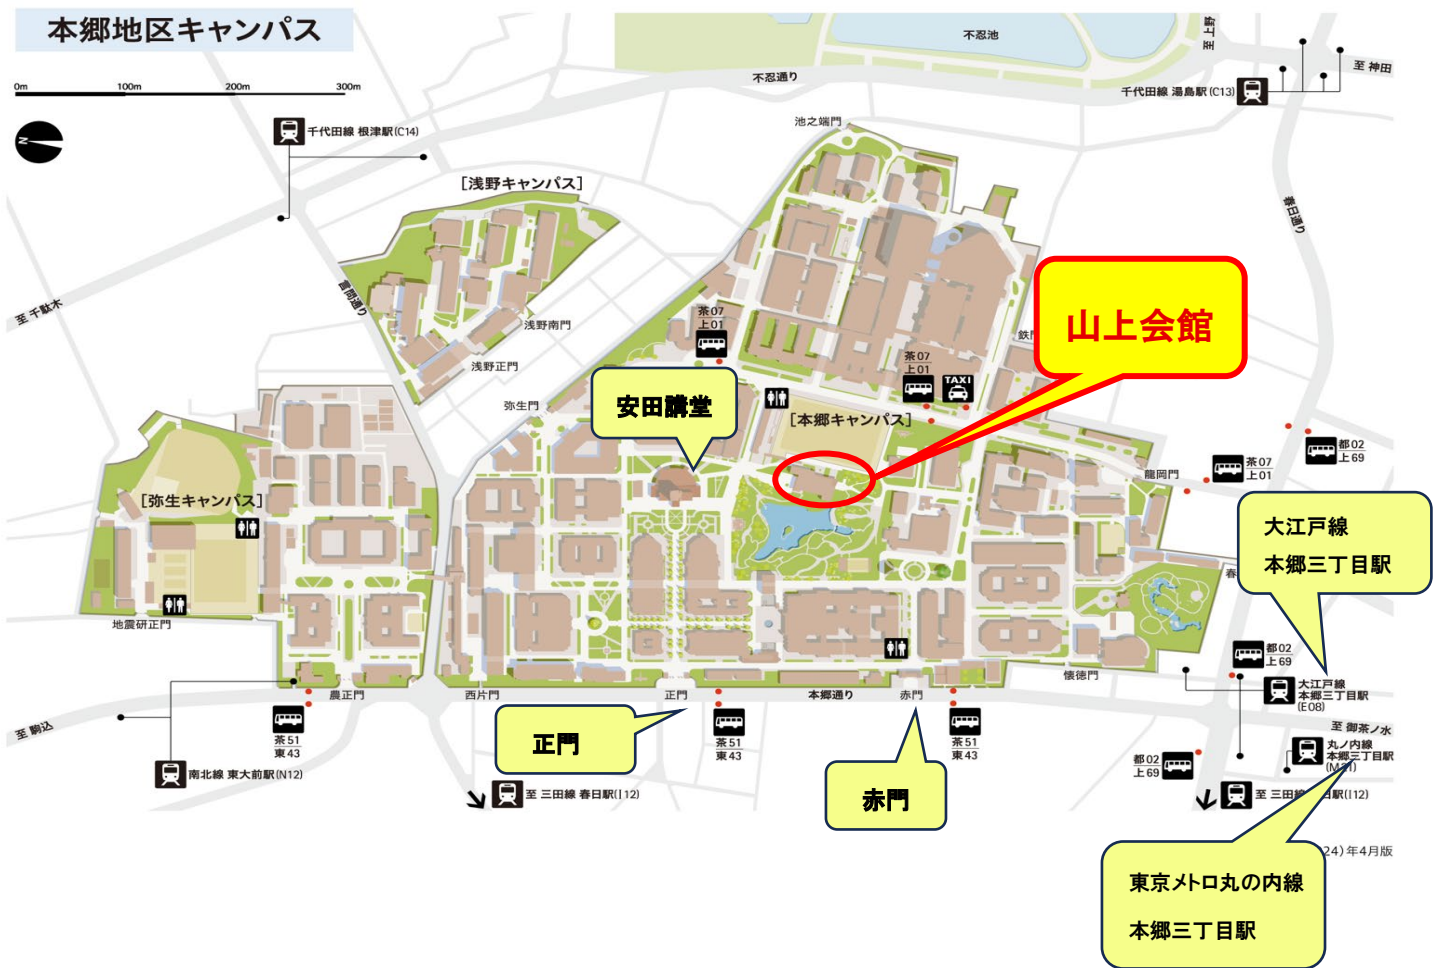 本郷地区キャンパス
0m 100m 200m 300m
N
不忍池
不忍通り
至 上野
至 神田
千代田線 湯島駅(C13)
千代田線 根津駅(C14)
池之端門
[浅野キャンパス]
春日通り
至 千駄木
言問通り
浅野南門
浅野正門
茶07
上01
鉄門
山上会館
茶07
上01
TAXI
安田講堂
弥生門
[本郷キャンパス]
都02
上69
茶07
上01
龍岡門
[弥生キャンパス]
大江戸線
本郷三丁目駅
春
地震研正門
農正門
西片門
正門
本郷通り
赤門
懐徳門
都02
上69
大江戸線
本郷三丁目駅
(E08)
至 御茶ノ水
至 駒込
茶51
東43
正門
茶51
東43
茶51
東43
丸ノ内線
本郷三丁目駅
都02
上69
南北線 東大前駅(N12)
至 三田線 春日駅(I12)
赤門
至 三田線 日駅(I12)
24)年4月版
東京メトロ丸の内線
本郷三丁目駅